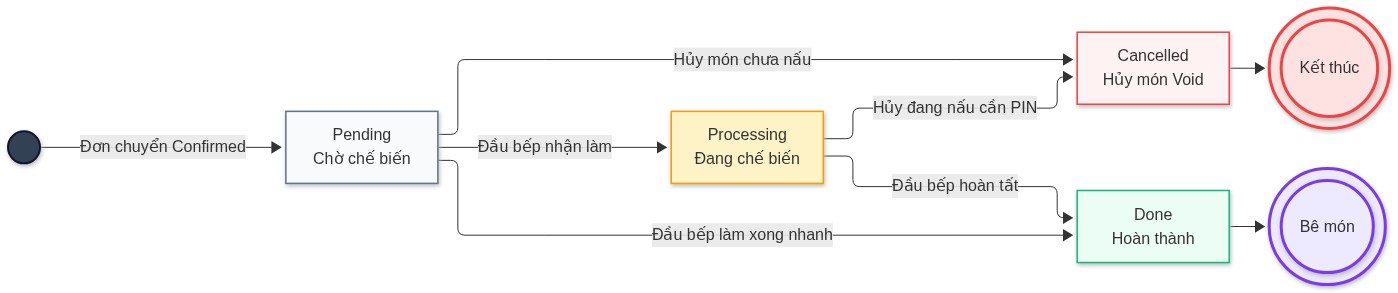 Đơn chuyển Confirmed
Pending
Chờ chế biến
Hủy món chưa nấu
Đầu bếp nhận làm
Đầu bếp làm xong nhanh
Processing
Đang chế biến
Hủy đang nấu cần PIN
Đầu bếp hoàn tất
Cancelled
Hủy món Void
Kết thúc
Done
Hoàn thành
Bê món